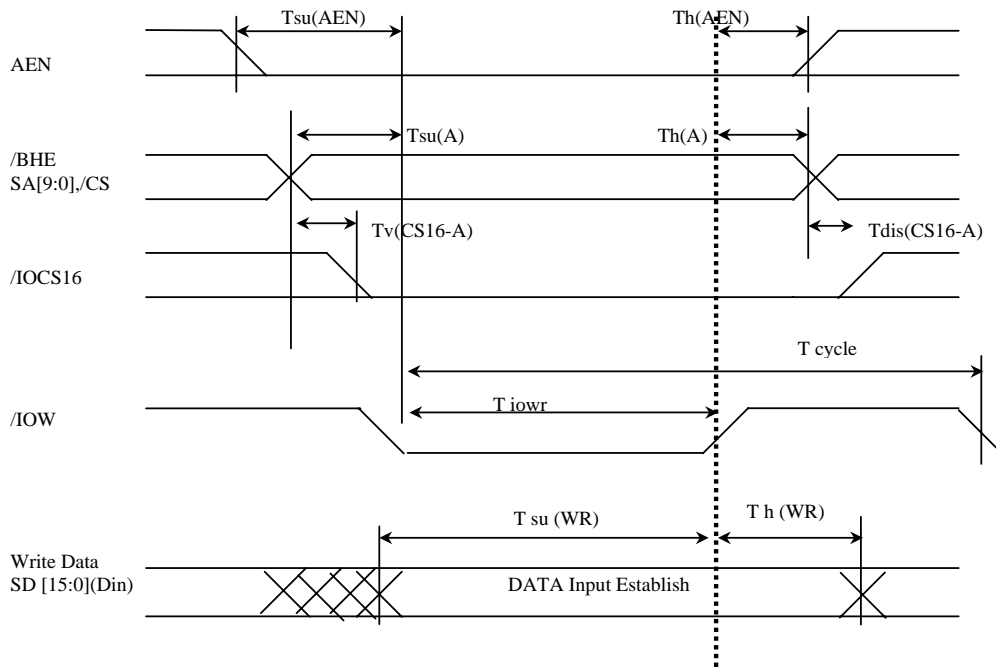 Tsu(AEN)
Th(AEN)
AEN
Tsu(A)
Th(A)
/BHE
SA[9:0],/CS
Tv(CS16-A)
Tdis(CS16-A)
/IOCS16
T cycle
T iowr
/IOW
T su (WR)
T h (WR)
Write Data
SD [15:0](Din)
DATA Input Establish